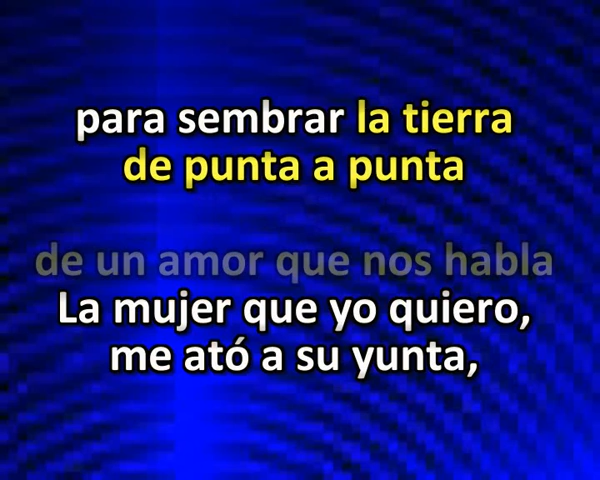 para sembrar la tierra
de punta a punta
de un amor que nos habla
La mujer que yo quiero,
me ató a su yunta,